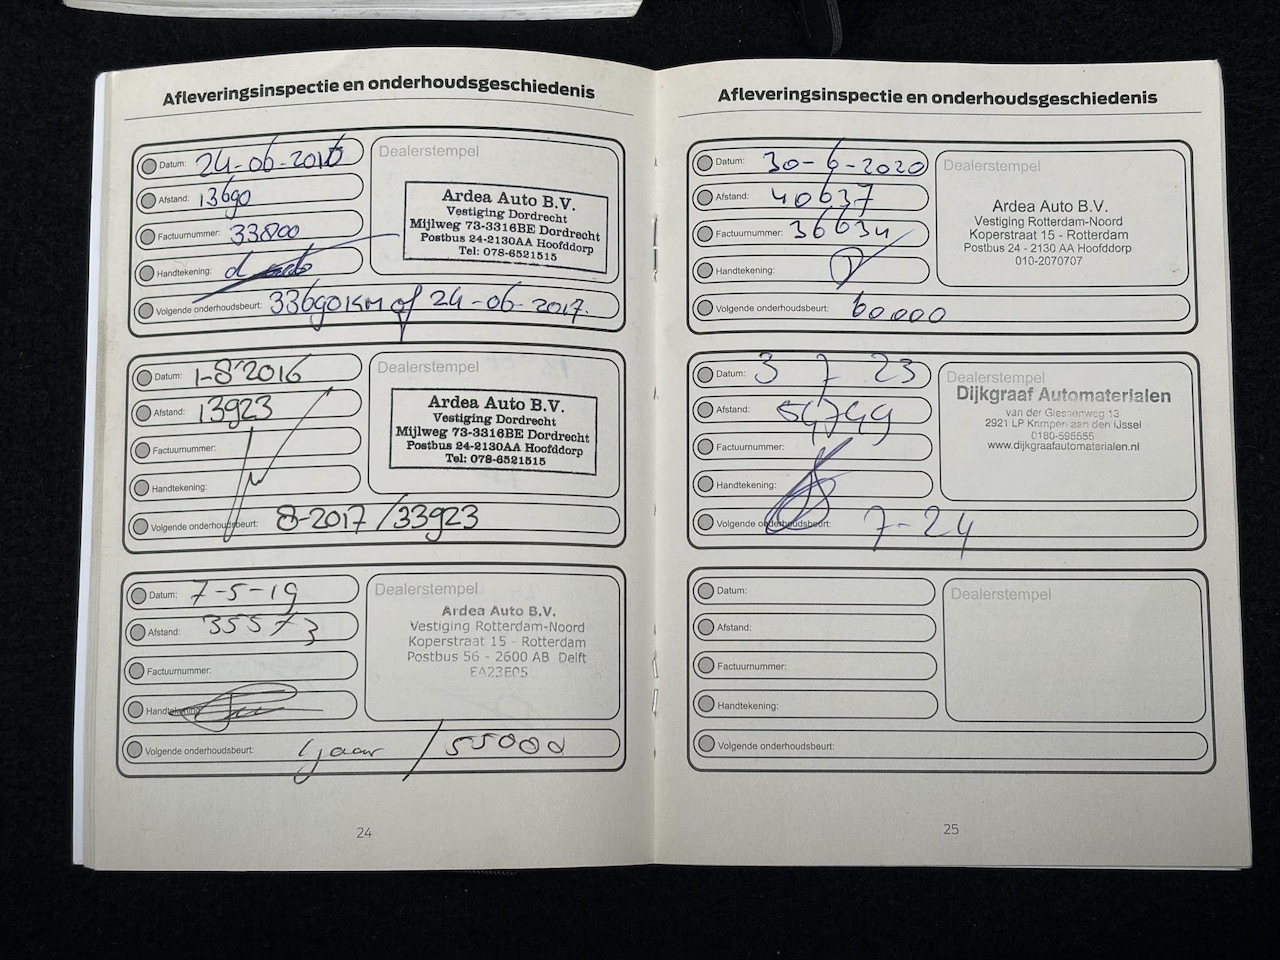 Afleveringsinspectie en onderhoudsgeschiedenis
Datum: 24-06-2016
Afstand: 13690
Factuurnummer: 33800
Handtekening:
Volgende onderhoudsbeurt: 33690KM of 24-06-2017.
Dealerstempel
Ardea Auto B.V.
Vestiging Dordrecht
Mijlweg 73-3316BE Dordrecht
Postbus 24-2130AA Hoofddorp
Tel: 078-6521515
Datum: 1-8-2016
Afstand: 13923
Factuurnummer:
Handtekening:
Volgende onderhoudsbeurt: 8-2017 / 33923
Dealerstempel
Ardea Auto B.V.
Vestiging Dordrecht
Mijlweg 73-3316BE Dordrecht
Postbus 24-2130AA Hoofddorp
Tel: 078-6521515
Datum: 7-5-19
Afstand: 35573
Factuurnummer:
Handtekening:
Volgende onderhoudsbeurt: 1 jaar / 55000
Dealerstempel
Ardea Auto B.V.
Vestiging Rotterdam-Noord
Koperstraat 15 - Rotterdam
Postbus 56 - 2600 AB Delft
EA23E05
24
Afleveringsinspectie en onderhoudsgeschiedenis
Datum: 30-6-2020
Afstand: 40637
Factuurnummer: 36634
Handtekening:
Volgende onderhoudsbeurt: 60000
Dealerstempel
Ardea Auto B.V.
Vestiging Rotterdam-Noord
Koperstraat 15 - Rotterdam
Postbus 24 - 2130 AA Hoofddorp
010-2070707
Datum: 3 7 23
Afstand: 54749
Factuurnummer:
Handtekening:
Volgende onderhoudsbeurt: 7-24
Dealerstempel
Dijkgraaf Automaterialen
van der Giessenweg 13
2921 LP Krimpen aan den IJssel
0180-595555
www.dijkgraafautomaterialen.nl
Datum:
Afstand:
Factuurnummer:
Handtekening:
Volgende onderhoudsbeurt:
Dealerstempel
25